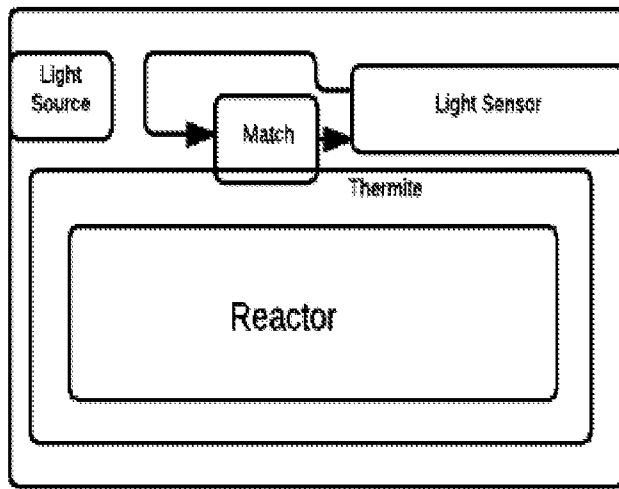 Light
Source
Light Sensor
Match
Thermite
Reactor